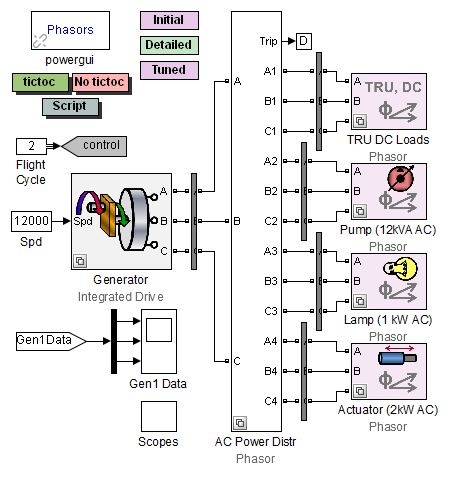 Phasors
powergui
Initial
Detailed
Tuned
tictoc
No tictoc
Script
2
control
Flight
Cycle
12000
Spd
Spd
A
B
C
Generator
Integrated Drive
Gen1Data
Gen1 Data
Scopes
Trip
D
A
B
C
A1
B1
C1
A2
B2
C2
A3
B3
C3
A4
B4
C4
AC Power Distr
Phasor
A
B
C
TRU, DC
Φ
TRU DC Loads
Phasor
A
B
C
Φ
Pump (12kVA AC)
Phasor
A
B
C
Φ
Lamp (1 kW AC)
Phasor
A
B
C
Φ
Actuator (2kW AC)
Phasor